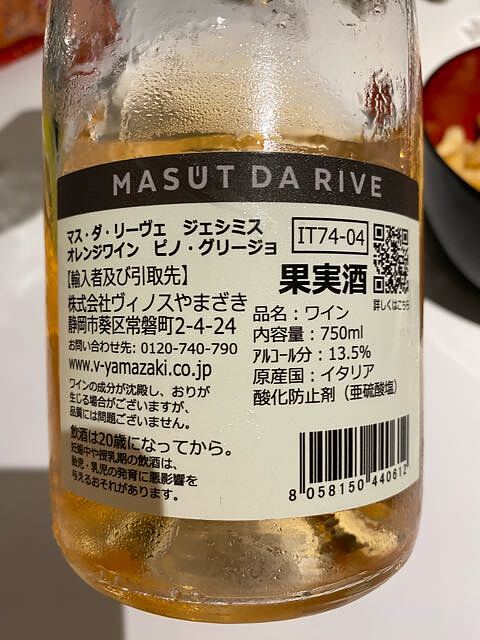 MASÙT DA RIVE
マス・ダ・リーヴェ ジェシミス
オレンジワイン ピノ・グリージョ
【輸入者及び引取先】
株式会社ヴィノスやまざき
静岡市葵区常磐町2-4-24
お問い合わせ先: 0120-740-790
www.v-yamazaki.co.jp
ワインの成分が沈殿し、おりが
生じる場合がございますが、
品質には問題ございません。
飲酒は20歳になってから。
妊娠中や授乳期の飲酒は、
胎児・乳児の発育に悪影響を
与えるおそれがあります。
IT74-04
果実酒
詳しくはこちら
品名：ワイン
内容量：750ml
ｱﾙｺｰﾙ分：13.5%
原産国：イタリア
酸化防止剤（亜硫酸塩）
8 058150 440612